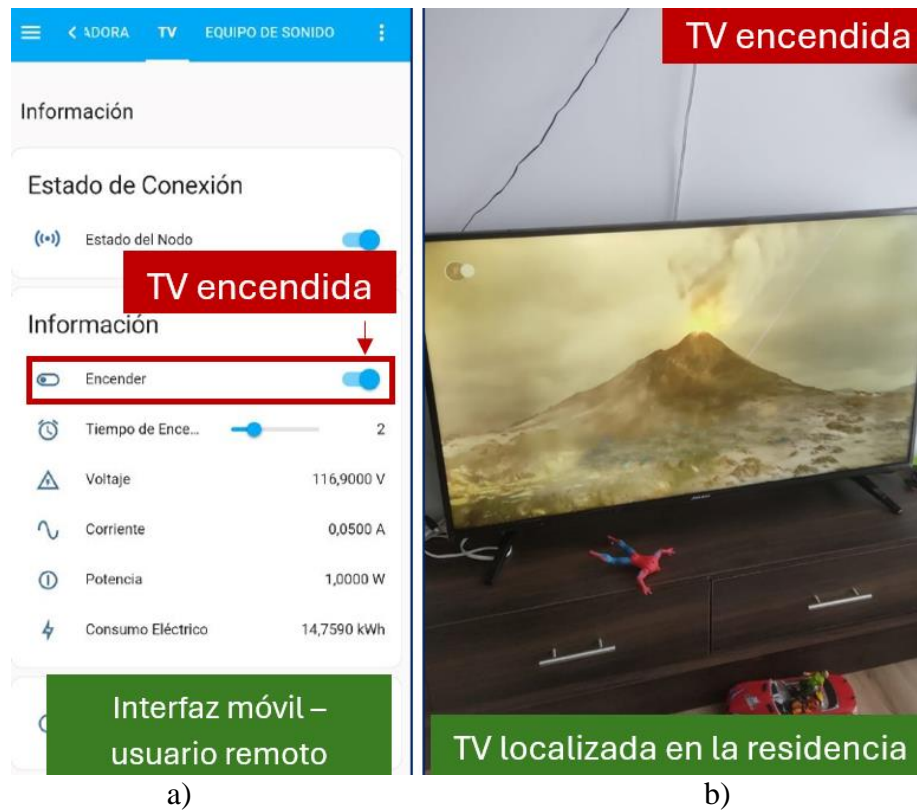 ADORA TV EQUIPO DE SONIDO
Información
Estado de Conexión
Estado del Nodo
TV encendida
Información
Encender
Tiempo de Ence... 2
Voltaje 116,9000 V
Corriente 0,0500 A
Potencia 1,0000 W
Consumo Eléctrico 14,7590 kWh
Interfaz móvil –
usuario remoto
a)
TV encendida
TV localizada en la residencia
b)